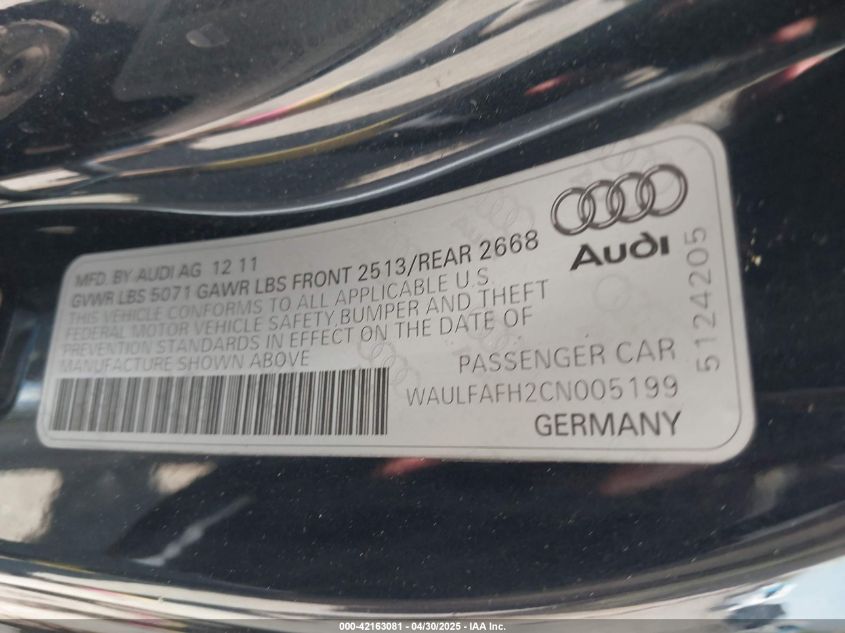 MFD. BY AUDI AG 12 11
GVWR LBS 5071 GAWR LBS FRONT 2513/REAR 2668
THIS VEHICLE CONFORMS TO ALL APPLICABLE U.S.
FEDERAL MOTOR VEHICLE SAFETY,BUMPER AND THEFT
PREVENTION STANDARDS IN EFFECT ON THE DATE OF
MANUFACTURE SHOWN ABOVE
Audi
5124205
PASSENGER CAR
WAULFAFH2CN005199
GERMANY
000-42163081 - 04/30/2025 - IAA Inc.